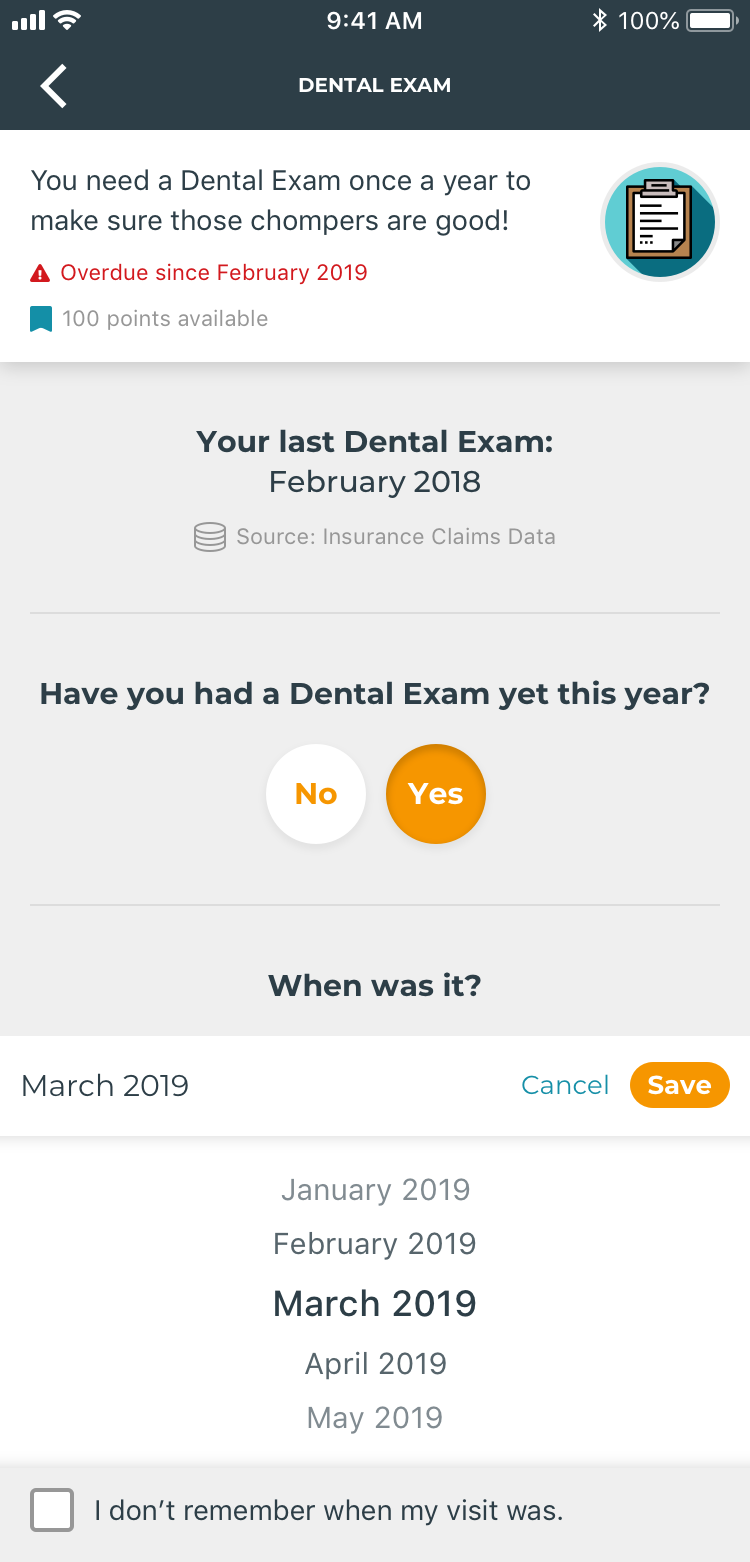 9:41 AM
100%
DENTAL EXAM
You need a Dental Exam once a year to
make sure those chompers are good!
Overdue since February 2019
100 points available
Your last Dental Exam:
February 2018
Source: Insurance Claims Data
Have you had a Dental Exam yet this year?
No
Yes
When was it?
March 2019
Cancel
Save
January 2019
February 2019
March 2019
April 2019
May 2019
I don’t remember when my visit was.